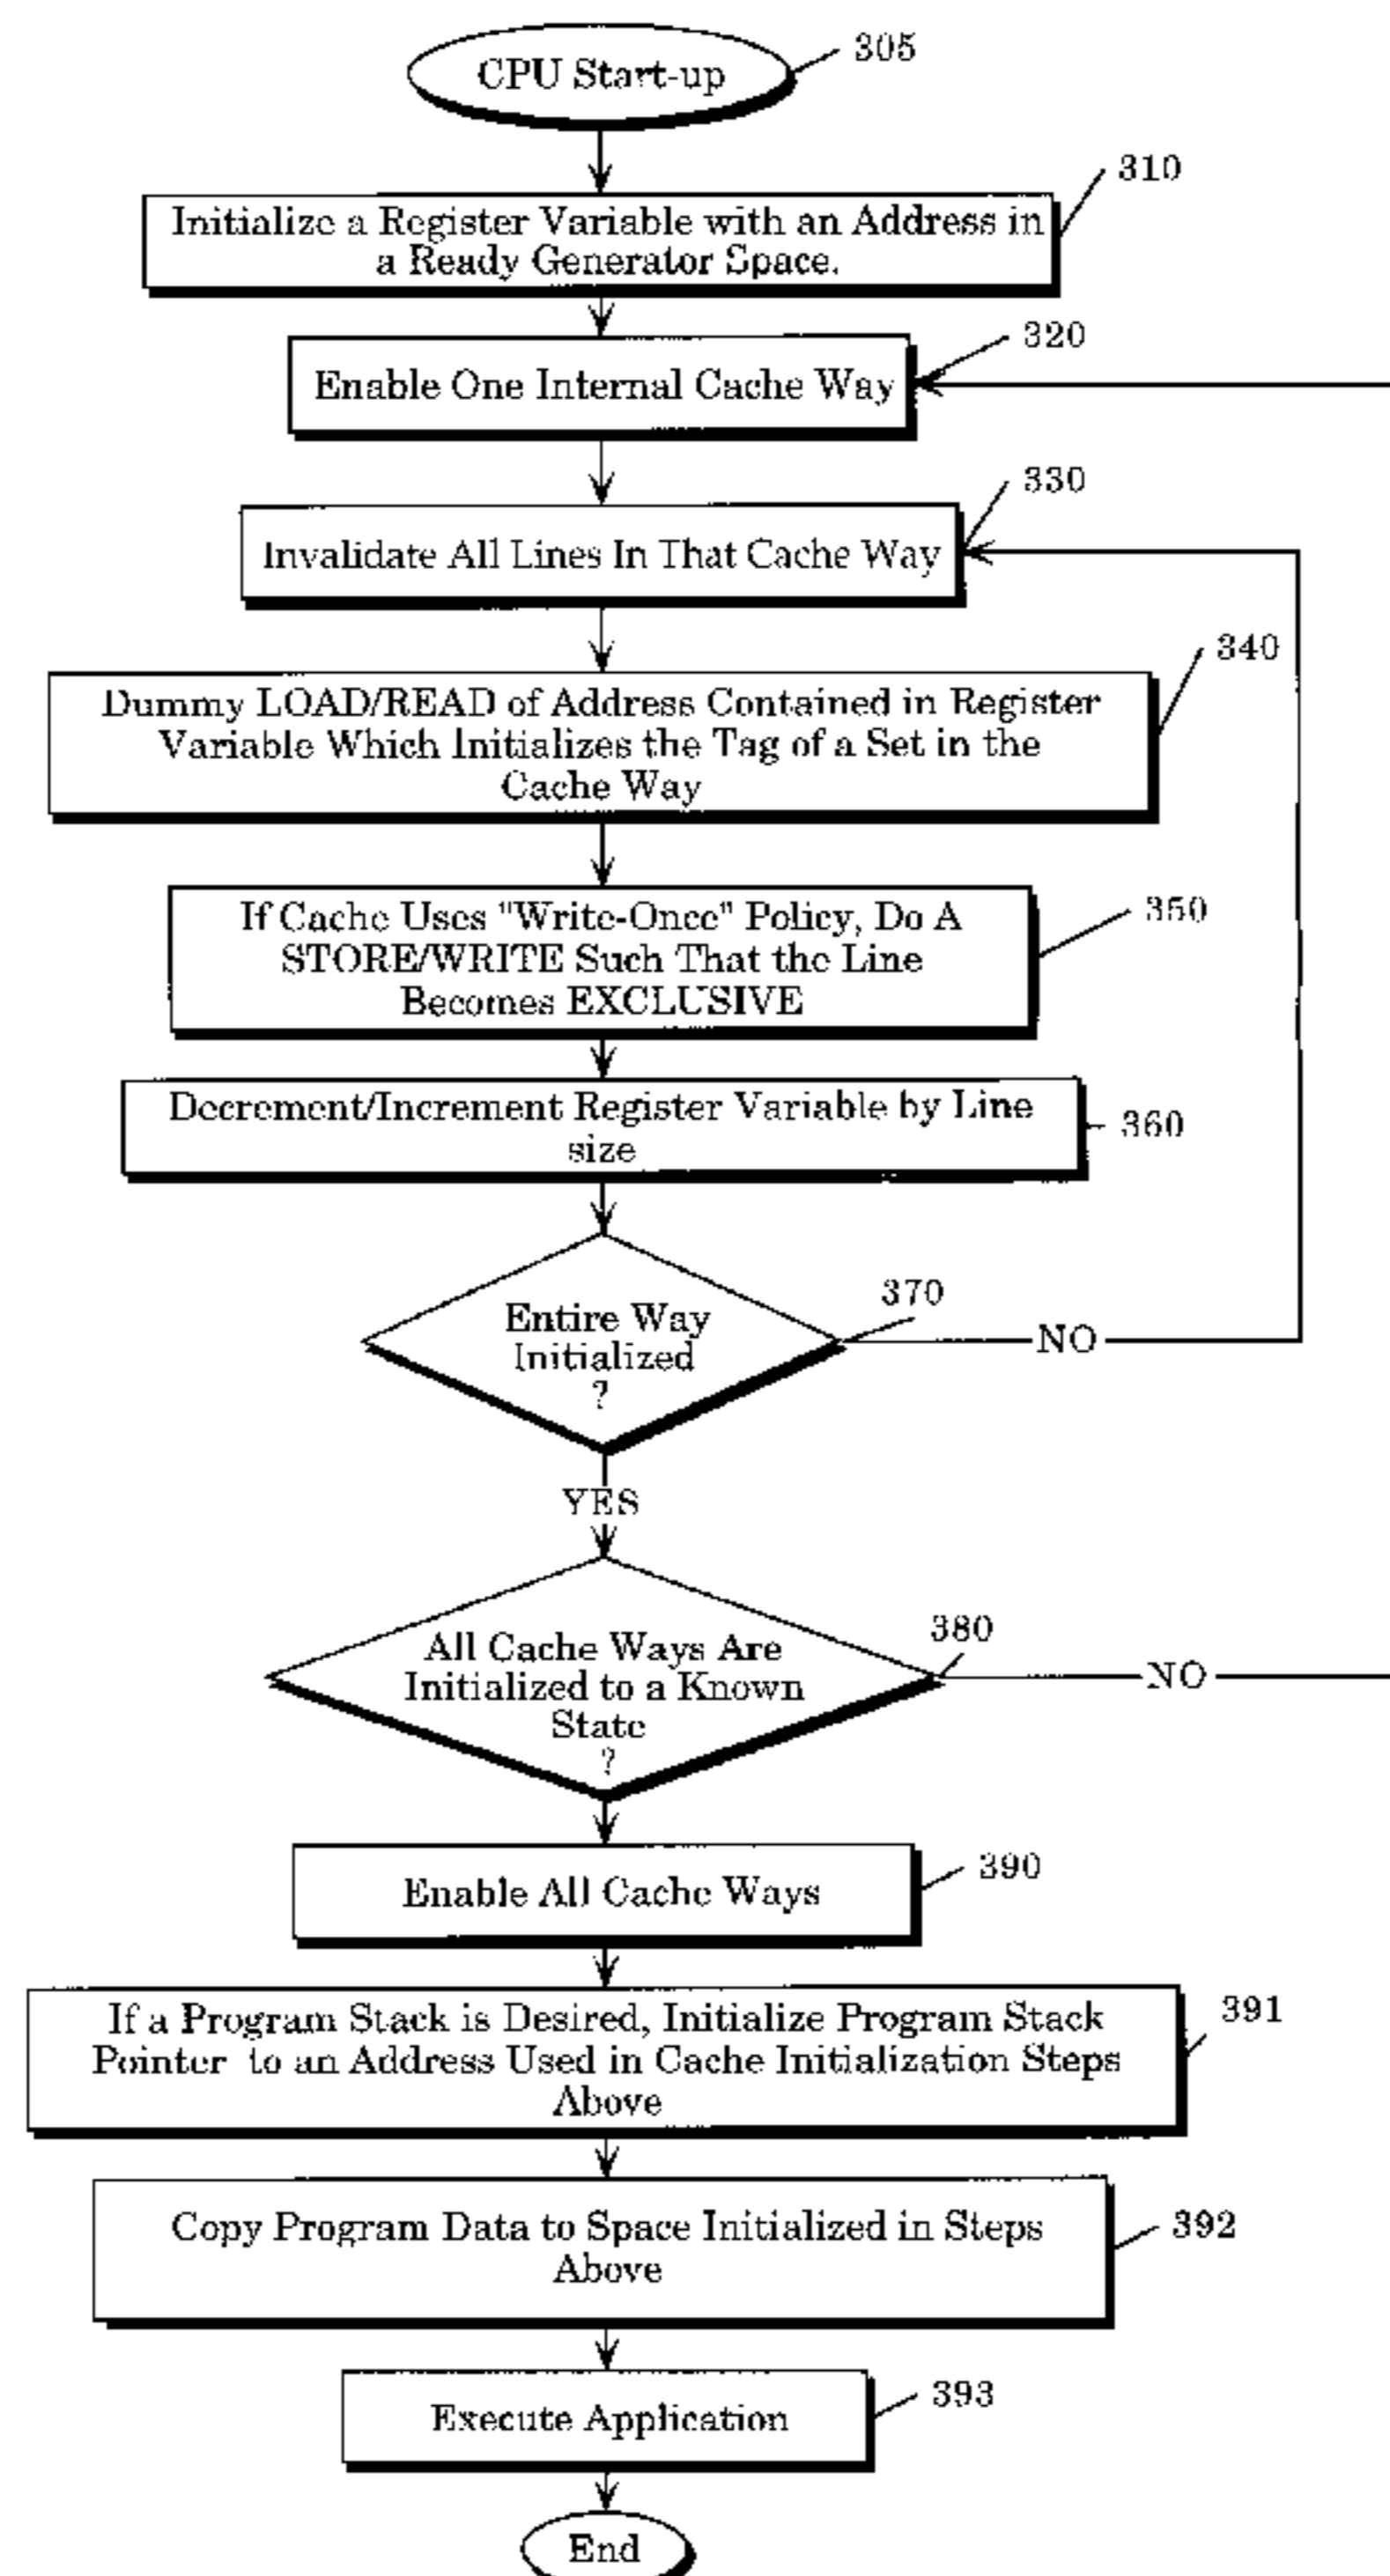 CPU Start-up
305
310
Initialize a Register Variable with an Address in
a Ready Generator Space.
320
Enable One Internal Cache Way
330
Invalidate All Lines In That Cache Way
340
Dummy LOAD/READ of Address Contained in Register
Variable Which Initializes the Tag of a Set in the
Cache Way
350
If Cache Uses "Write-Once" Policy, Do A
STORE/WRITE Such That the Line
Becomes EXCLUSIVE
Decrement/Increment Register Variable by Line
size
360
370
Entire Way
Initialized
?
NO
YES
380
All Cache Ways Are
Initialized to a Known
State
?
NO
390
Enable All Cache Ways
391
If a Program Stack is Desired, Initialize Program Stack
Pointer to an Address Used in Cache Initialization Steps
Above
Copy Program Data to Space Initialized in Steps
Above
392
393
Execute Application
End